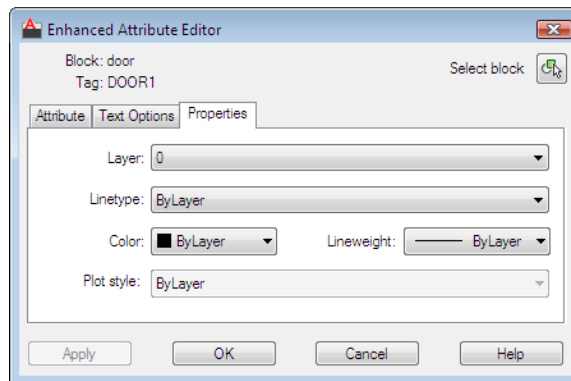 Enhanced Attribute Editor
Block: door
Tag: DOOR1
Select block
Attribute Text Options Properties
Layer: 0
Linetype: ByLayer
Color: ByLayer Lineweight: ByLayer
Plot style: ByLayer
Apply OK Cancel Help